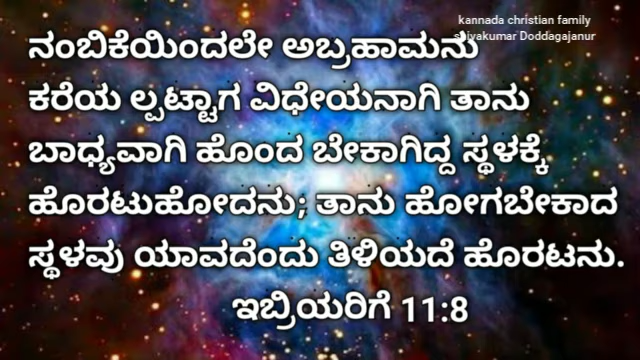 kannada christian family
shivakumar Doddagajanur
ನಂಬಿಕೆಯಿಂದಲೇ ಅಬ್ರಹಾಮನು
ಕರೆಯ ಲ್ಪಟ್ಟಾಗ ವಿಧೇಯನಾಗಿ ತಾನು
ಬಾಧ್ಯವಾಗಿ ಹೊಂದ ಬೇಕಾಗಿದ್ದ ಸ್ಥಳಕ್ಕೆ
ಹೊರಟುಹೋದನು; ತಾನು ಹೋಗಬೇಕಾದ
ಸ್ಥಳವು ಯಾವದೆಂದು ತಿಳಿಯದೆ ಹೊರಟನು.
ಇಬ್ರಿಯರಿಗೆ 11:8